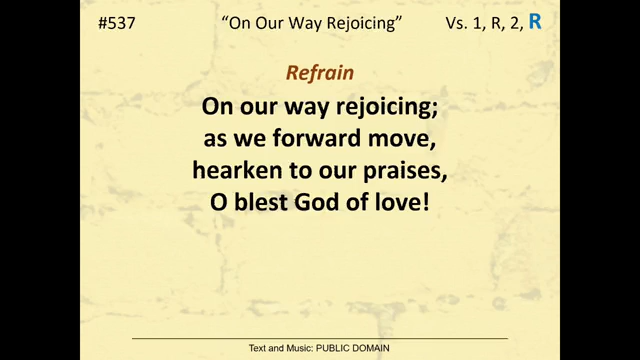 #537 “On Our Way Rejoicing” Vs. 1, R, 2, R
Refrain
On our way rejoicing;
as we forward move,
hearken to our praises,
O blest God of love!
Text and Music: PUBLIC DOMAIN